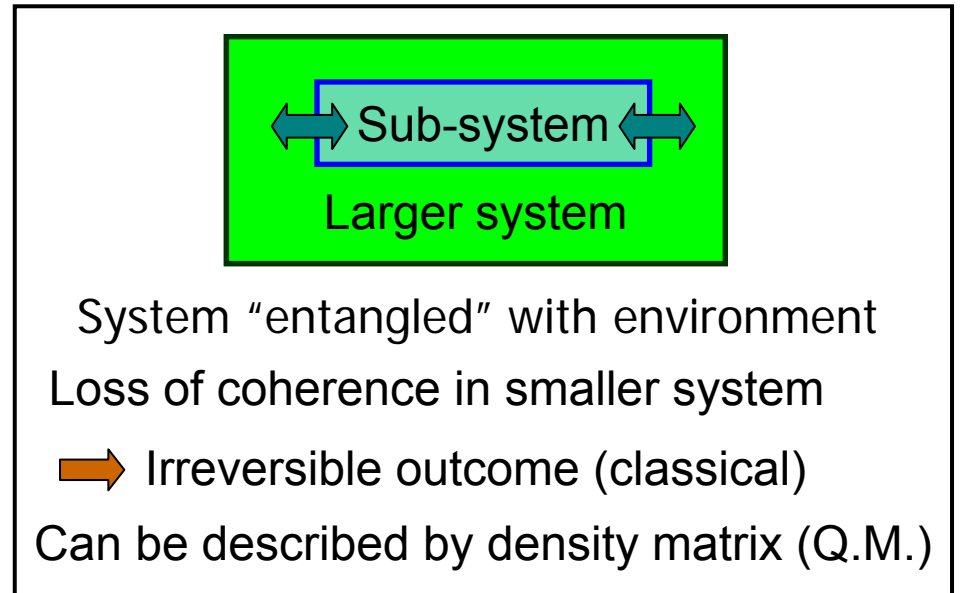 Sub-system
Larger system
System “entangled” with environment
Loss of coherence in smaller system
Irreversible outcome (classical)
Can be described by density matrix (Q.M.)